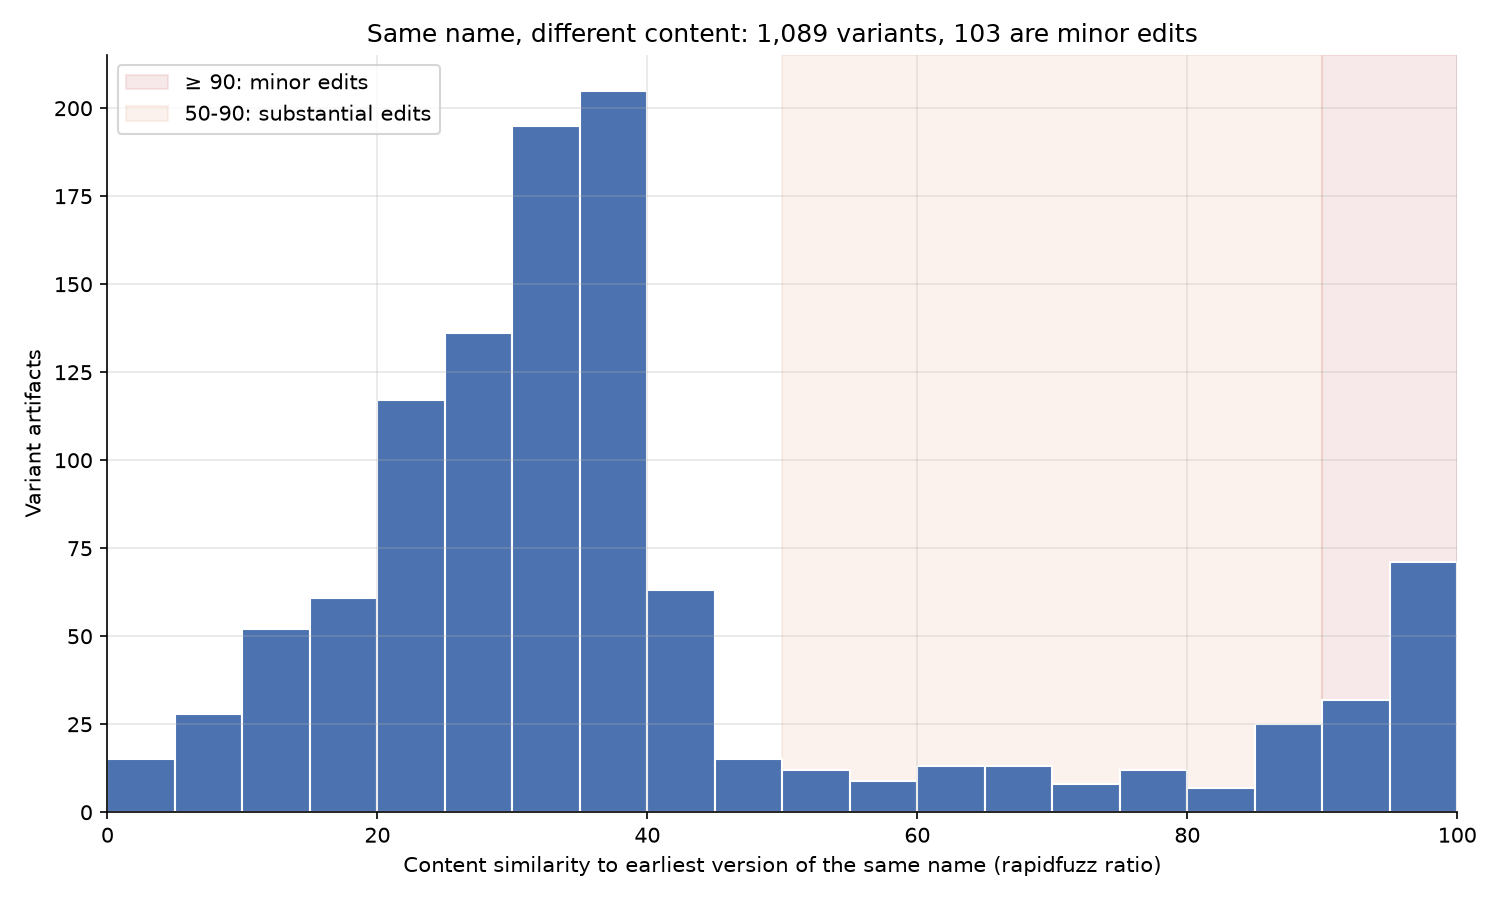 Same name, different content: 1,089 variants, 103 are minor edits
≥ 90: minor edits
50-90: substantial edits
Variant artifacts
200
175
150
125
100
75
50
25
0
0 20 40 60 80 100
Content similarity to earliest version of the same name (rapidfuzz ratio)